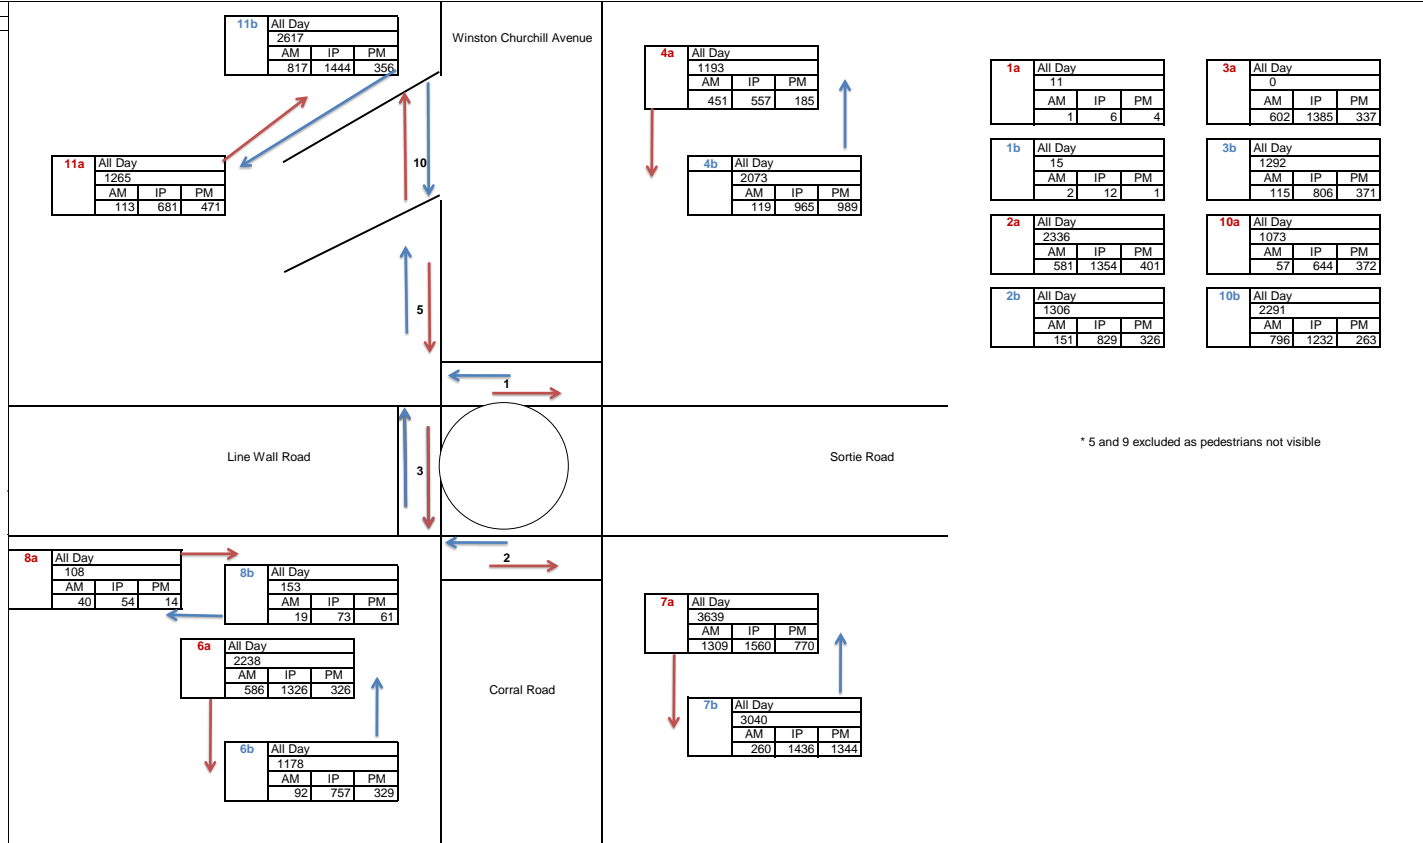 11b All Day
2617
AM IP PM
817 1444 356
Winston Churchill Avenue
4a All Day
1193
AM IP PM
451 557 185
1a All Day
11
AM IP PM
1 6 4
3a All Day
0
AM IP PM
602 1385 337
11a All Day
1265
AM IP PM
113 681 471
10
4b All Day
2073
AM IP PM
119 965 989
1b All Day
15
AM IP PM
2 12 1
3b All Day
1292
AM IP PM
115 806 371
2a All Day
2336
AM IP PM
581 1354 401
10a All Day
1073
AM IP PM
57 644 372
5
2b All Day
1306
AM IP PM
151 829 326
10b All Day
2291
AM IP PM
796 1232 263
1
Line Wall Road
3
Sortie Road
* 5 and 9 excluded as pedestrians not visible
2
8a All Day
108
AM IP PM
40 54 14
8b All Day
153
AM IP PM
19 73 61
7a All Day
3639
AM IP PM
1309 1560 770
6a All Day
2238
AM IP PM
586 1326 326
Corral Road
7b All Day
3040
AM IP PM
260 1436 1344
6b All Day
1178
AM IP PM
92 757 329